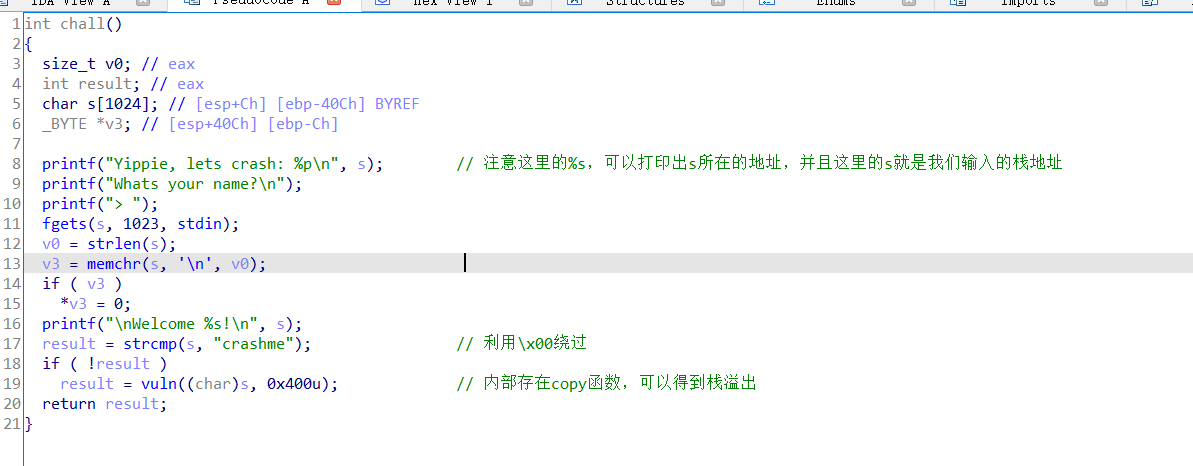 IDA View A Pseudocode A Hex View 1 Structures Enums Imports
1 int chall()
2 {
3 size_t v0; // eax
4 int result; // eax
5 char s[1024]; // [esp+Ch] [ebp-40Ch] BYREF
6 _BYTE *v3; // [esp+40Ch] [ebp-Ch]
7
8 printf("Yippie, lets crash: %p\n", s); // 注意这里的%s，可以打印出s所在的地址，并且这里的s就是我们输入的栈地址
9 printf("Whats your name?\n");
10 printf("> ");
11 fgets(s, 1023, stdin);
12 v0 = strlen(s);
13 v3 = memchr(s, '\n', v0);
14 if ( v3 )
15 *v3 = 0;
16 printf("\nWelcome %s!\n", s);
17 result = strcmp(s, "crashme"); // 利用\x00绕过
18 if ( !result )
19 result = vuln((char)s, 0x400u); // 内部存在copy函数，可以得到栈溢出
20 return result;
21 }